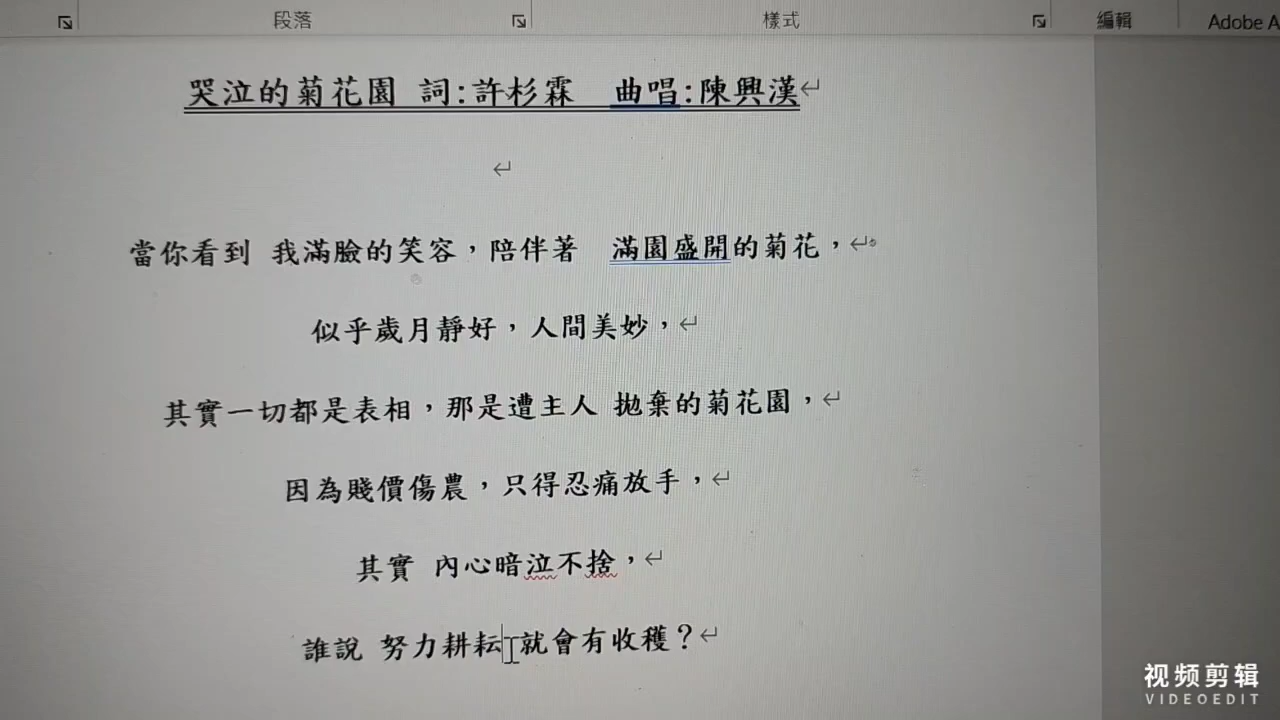 段落 樣式 編輯 Adobe A
哭泣的菊花園 詞:許杉霖 曲唱:陳興漢
當你看到 我滿臉的笑容，陪伴著 滿園盛開的菊花，
似乎歲月靜好，人間美妙，
其實一切都是表相，那是遭主人 拋棄的菊花園，
因為賤價傷農，只得忍痛放手，
其實 內心暗泣不捨，
誰說 努力耕耘 就會有收穫？
视频剪辑
VIDEOEDIT